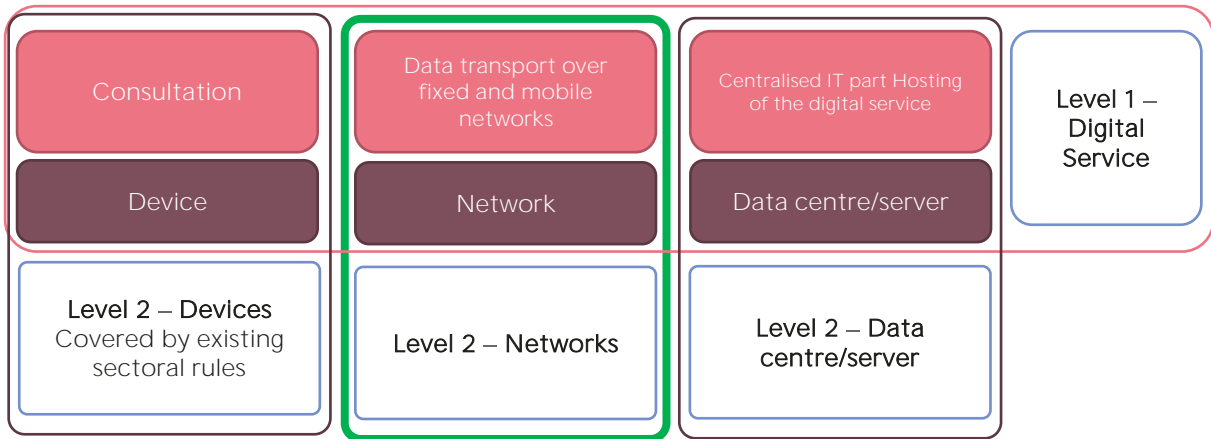 Consultation
Data transport over
fixed and mobile
networks
Centralised IT part Hosting
of the digital service
Level 1 –
Digital
Service
Device
Network
Data centre/server
Level 2 – Devices
Covered by existing
sectoral rules
Level 2 – Networks
Level 2 – Data
centre/server